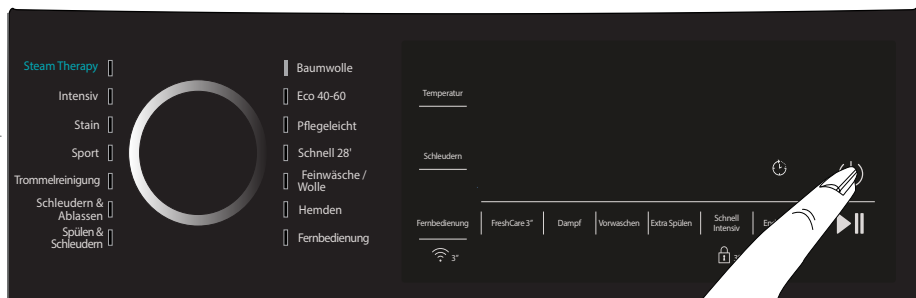 Steam Therapy
Intensiv
Stain
Sport
Trommelreinigung
Schleudern &
Ablassen
Spülen &
Schleudern
Baumwolle
Eco 40-60
Pflegeleicht
Schnell 28'
Feinwäsche /
Wolle
Hemden
Fernbedienung
Temperatur
Schleudern
Fernbedienung
FreshCare 3"
Dampf
Vorwaschen
Extra Spülen
Schnell
Intensiv
3"